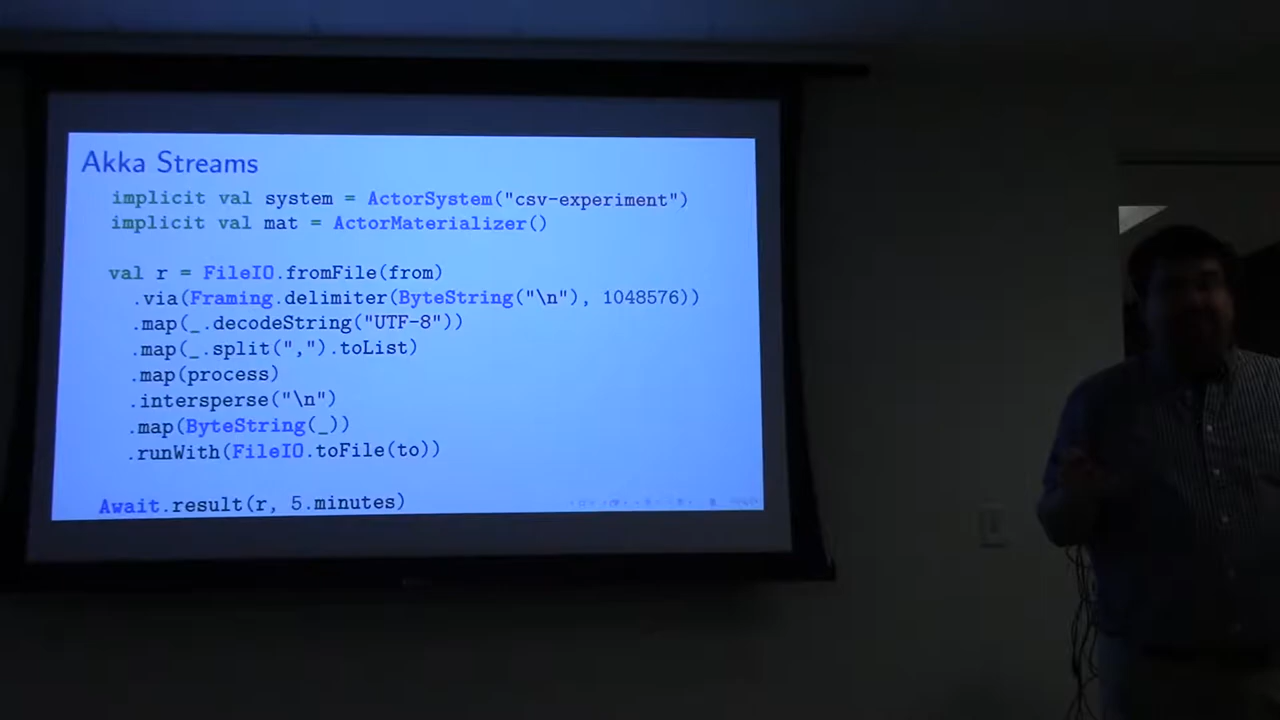 Akka Streams
implicit val system = ActorSystem("csv-experiment")
implicit val mat = ActorMaterializer()
val r = FileIO.fromFile(from)
.via(Framing.delimiter(ByteString("\n"), 1048576))
.map(_.decodeString("UTF-8"))
.map(_.split(",").toList)
.map(process)
.intersperse("\n")
.map(ByteString(_))
.runWith(FileIO.toFile(to))
Await.result(r, 5.minutes)